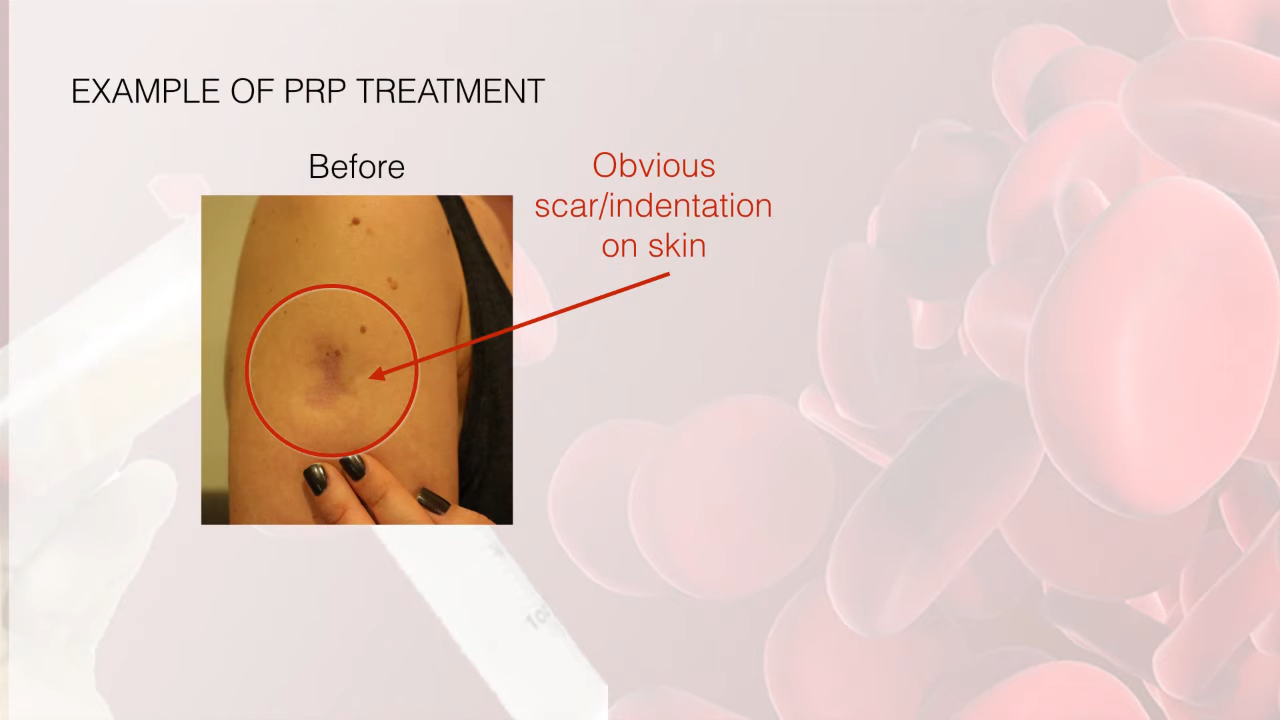 EXAMPLE OF PRP TREATMENT
Before
Obvious
scar/indentation
on skin